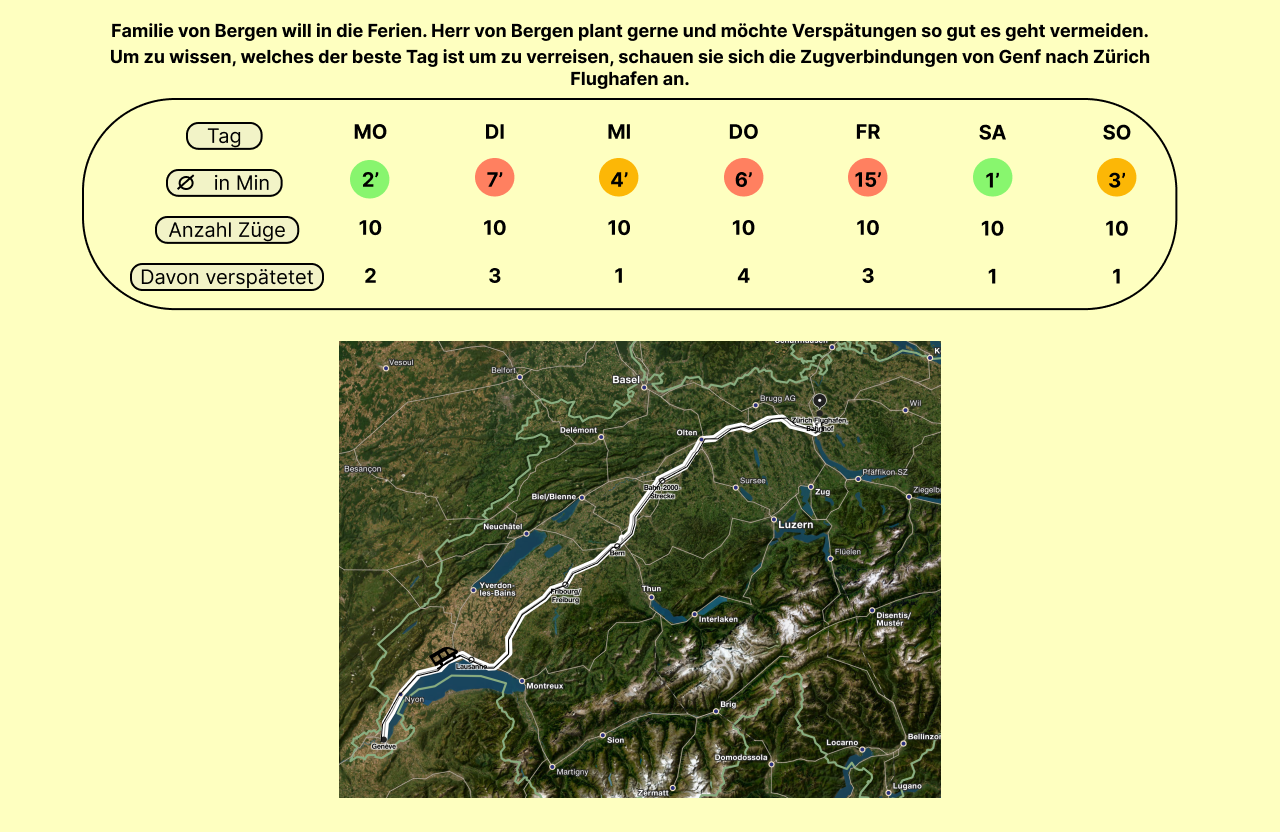 Familie von Bergen will in die Ferien. Herr von Bergen plant gerne und möchte Verspätungen so gut es geht vermeiden.
Um zu wissen, welches der beste Tag ist um zu verreisen, schauen sie sich die Zugverbindungen von Genf nach Zürich
Flughafen an.
Tag MO DI MI DO FR SA SO
⌀ in Min 2’ 7’ 4’ 6’ 15’ 1’ 3’
Anzahl Züge 10 10 10 10 10 10 10
Davon verspätetet 2 3 1 4 3 1 1
Vesoul
Belfort
Basel
Brugg AG
Wil
Zürich Flughafen,
Bahnhof
Delémont
Olten
Besançon
Pfäffikon SZ
Bahn-2000-
Strecke
Sursee
Zug
Biel/Bienne
Luzern
Neuchâtel
Bern
Flüelen
Yverdon-
les-Bains
Fribourg/
Freiburg
Thun
Interlaken
Disentis/
Mustér
Lausanne
Montreux
Nyon
Brig
Genève
Sion
Locarno
Domodossola
Martigny
Lugano
Zermatt